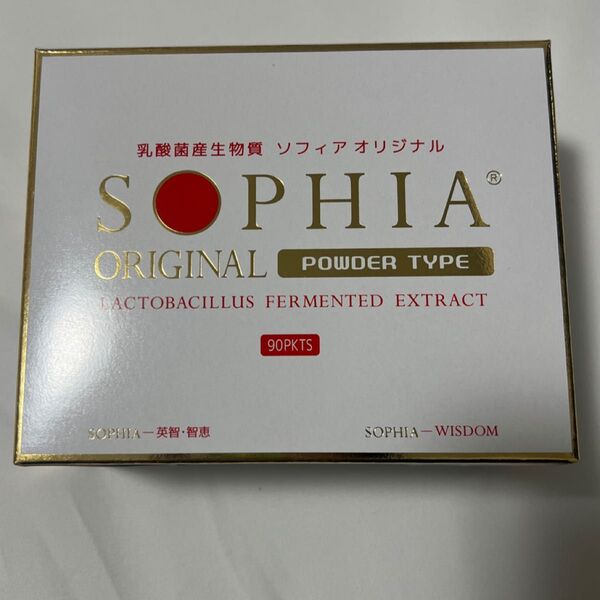 乳酸菌産生物質 ソフィア オリジナル
SOPHIA®
ORIGINAL POWDER TYPE
LACTOBACILLUS FERMENTED EXTRACT
90PKTS
SOPHIA―英智・智恵
SOPHIA―WISDOM